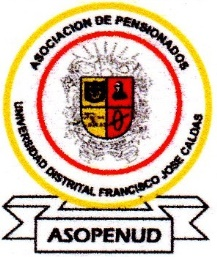 ASOCIACION DE PENSIONADOS
UNIVERSIDAD DISTRITAL FRANCISCO JOSE CALDAS
ASOPENUD